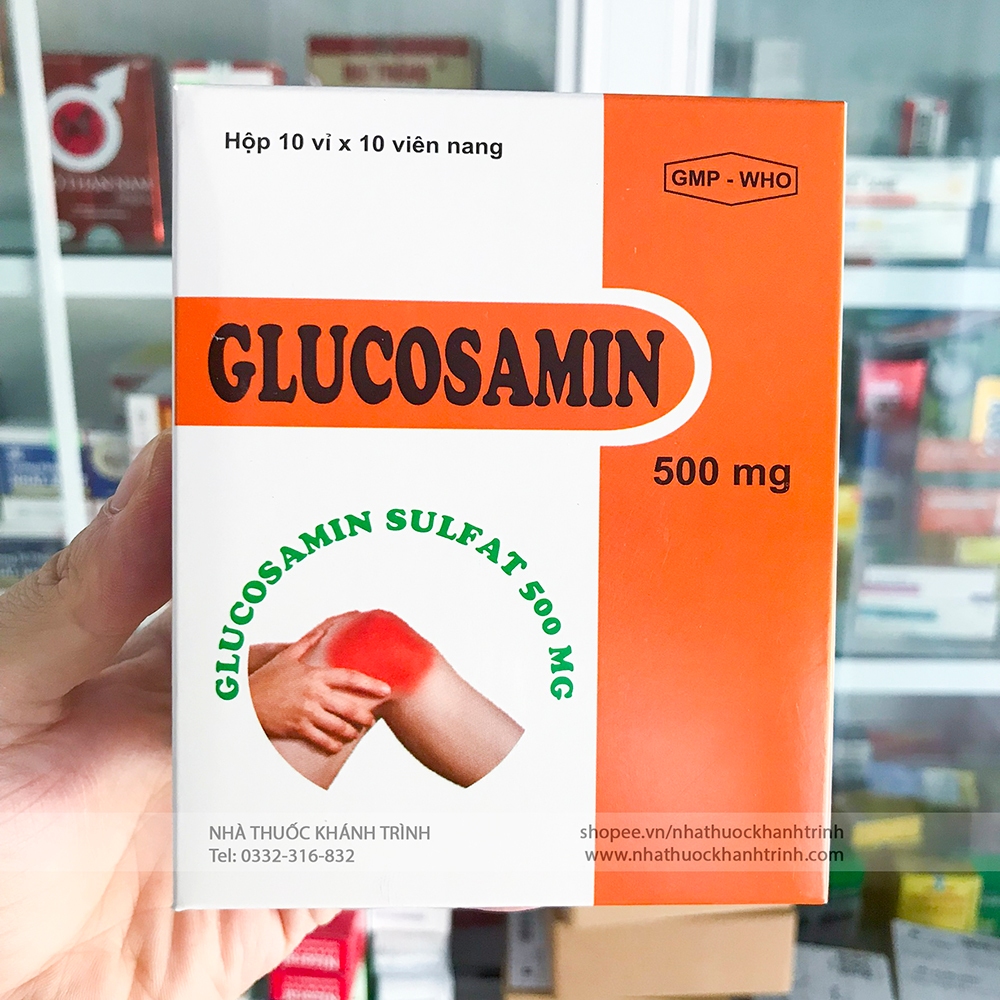 Hộp 10 vỉ x 10 viên nang
GMP - WHO
GLUCOSAMIN
500 mg
GLUCOSAMIN SULFAT 500 MG
NHÀ THUỐC KHÁNH TRÌNH
Tel: 0332-316-832
shopee.vn/nhathuockhanhtrinh
www.nhathuockhanhtrinh.com